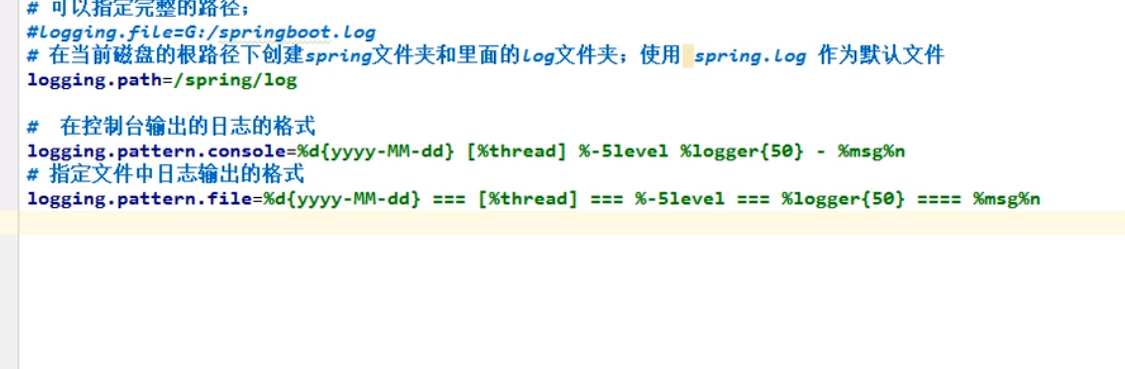 # 可以指定完整的路径；
#logging.file=G:/springboot.log
# 在当前磁盘的根路径下创建spring文件夹和里面的log文件夹；使用 spring.log 作为默认文件
logging.path=/spring/log
#  在控制台输出的日志的格式
logging.pattern.console=%d{yyyy-MM-dd} [%thread] %-5level %logger{50} - %msg%n
# 指定文件中日志输出的格式
logging.pattern.file=%d{yyyy-MM-dd} === [%thread] === %-5level === %logger{50} ==== %msg%n